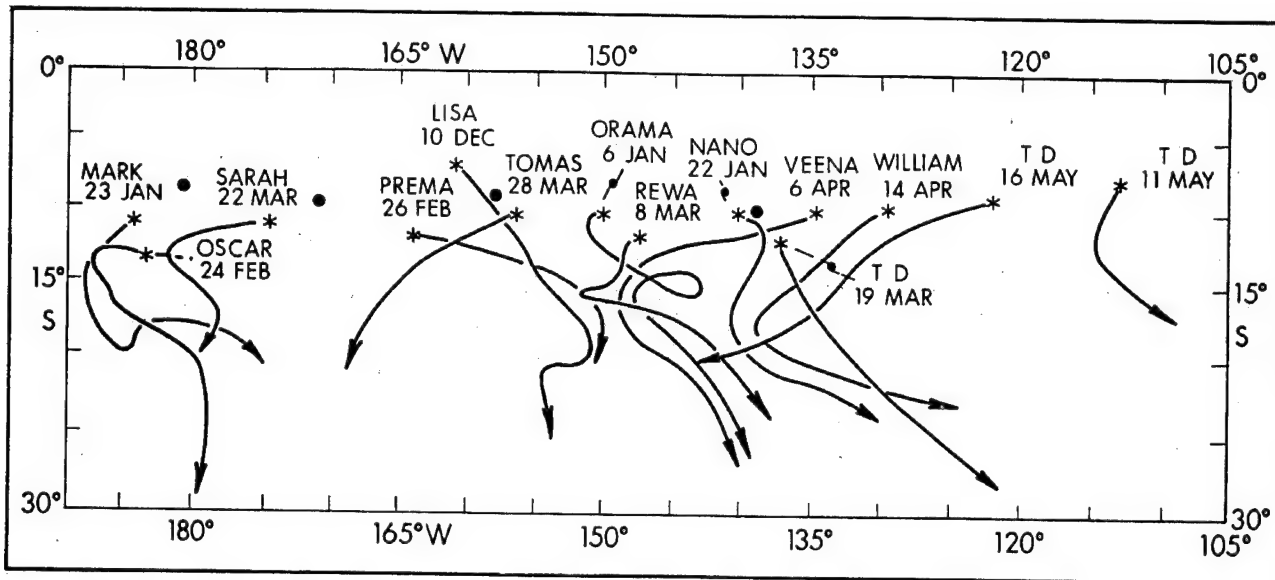 180° 165° W 150° 135° 120° 105°
0° 0°
LISA
10 DEC
ORAMA
6 JAN
NANO
22 JAN
MARK
23 JAN
SARAH
22 MAR
PREMA
26 FEB
TOMAS
28 MAR
REWA
8 MAR
VEENA
6 APR
WILLIAM
14 APR
T D
16 MAY
T D
11 MAY
OSCAR
24 FEB
T D
19 MAR
15° 15°
S S
30° 30°
180° 165°W 150° 135° 120° 105°